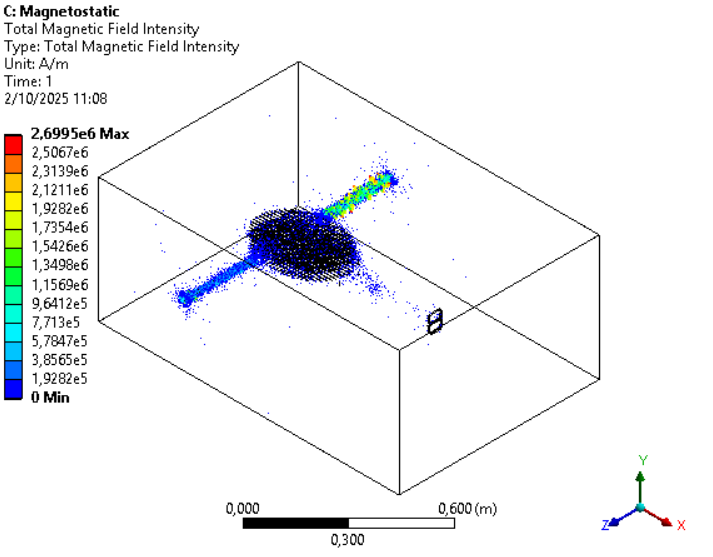 C: Magnetostatic
Total Magnetic Field Intensity
Type: Total Magnetic Field Intensity
Unit: A/m
Time: 1
2/10/2025 11:08
2,6995e6 Max
2,5067e6
2,3139e6
2,1211e6
1,9282e6
1,7354e6
1,5426e6
1,3498e6
1,1569e6
9,6412e5
7,713e5
5,7847e5
3,8565e5
1,9282e5
0 Min
0,000
0,600 (m)
0,300
Y
Z
X